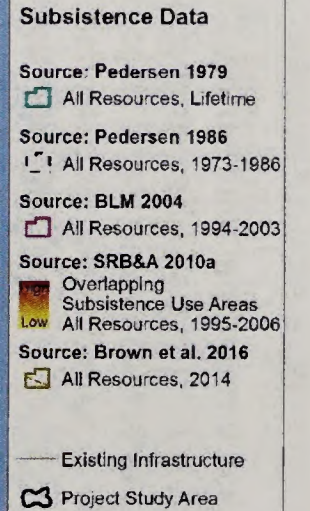 Subsistence Data
Source: Pedersen 1979
All Resources, Lifetime
Source: Pedersen 1986
All Resources, 1973-1986
Source: BLM 2004
All Resources, 1994-2003
Source: SRB&A 2010a
High
Overlapping
Subsistence Use Areas
Low All Resources, 1995-2006
Source: Brown et al. 2016
All Resources, 2014
Existing Infrastructure
Project Study Area